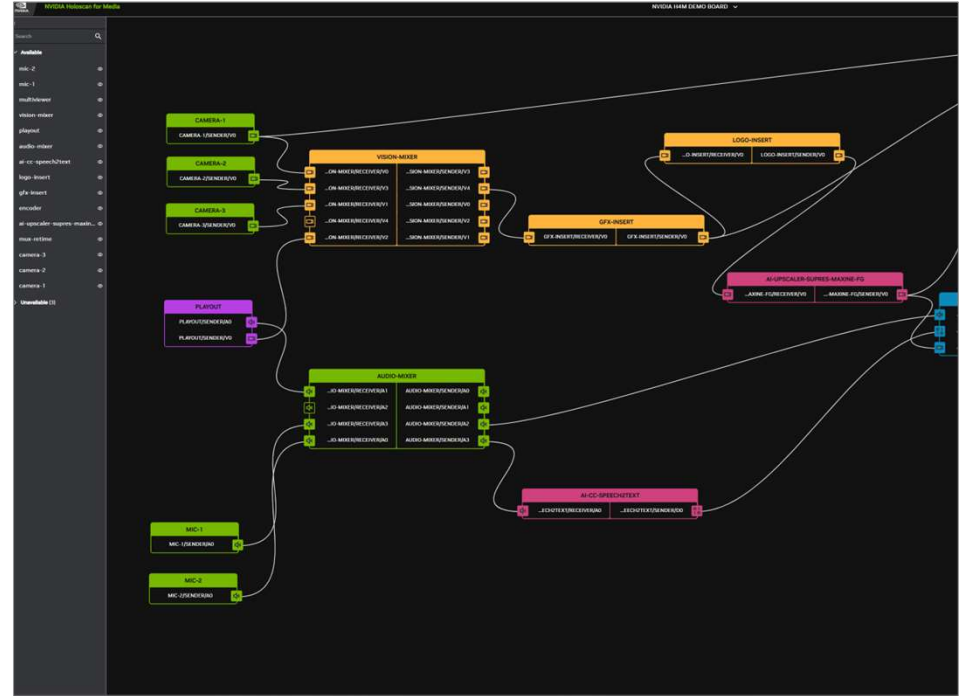 NVIDIA
NVIDIA Holoscan for Media
NVIDIA H4M DEMO BOARD
Search
Available
mic-2
mic-1
multiviewer
vision-mixer
playout
audio-mixer
ai-cc-speech2text
logo-insert
gfx-insert
encoder
ai-upscaler-supres-maxin...
mux-retime
camera-3
camera-2
camera-1
Unavailable (3)
CAMERA-1
CAMERA-1/SENDER/V0
CAMERA-2
CAMERA-2/SENDER/V0
CAMERA-3
CAMERA-3/SENDER/V0
VISION-MIXER
...ON-MIXER/RECEIVER/V0 ...SION-MIXER/SENDER/V3
...ON-MIXER/RECEIVER/V3 ...SION-MIXER/SENDER/V4
...ON-MIXER/RECEIVER/V1 ...SION-MIXER/SENDER/V0
...ON-MIXER/RECEIVER/V4 ...SION-MIXER/SENDER/V2
...ON-MIXER/RECEIVER/V2 ...SION-MIXER/SENDER/V1
LOGO-INSERT
...O-INSERT/RECEIVER/V0 LOGO-INSERT/SENDER/V0
GFX-INSERT
GFX-INSERT/RECEIVER/V0 GFX-INSERT/SENDER/V0
AI-UPSCALER-SUPRES-MAXINE-FG
...AXINE-FG/RECEIVER/V0 ...-MAXINE-FG/SENDER/V0
PLAYOUT
PLAYOUT/SENDER/A0
PLAYOUT/SENDER/V0
AUDIO-MIXER
...IO-MIXER/RECEIVER/A1 AUDIO-MIXER/SENDER/A0
...IO-MIXER/RECEIVER/A2 AUDIO-MIXER/SENDER/A1
...IO-MIXER/RECEIVER/A3 AUDIO-MIXER/SENDER/A2
...IO-MIXER/RECEIVER/A0 AUDIO-MIXER/SENDER/A3
AI-CC-SPEECH2TEXT
...ECH2TEXT/RECEIVER/A0 ...EECH2TEXT/SENDER/D0
MIC-1
MIC-1/SENDER/A0
MIC-2
MIC-2/SENDER/A0